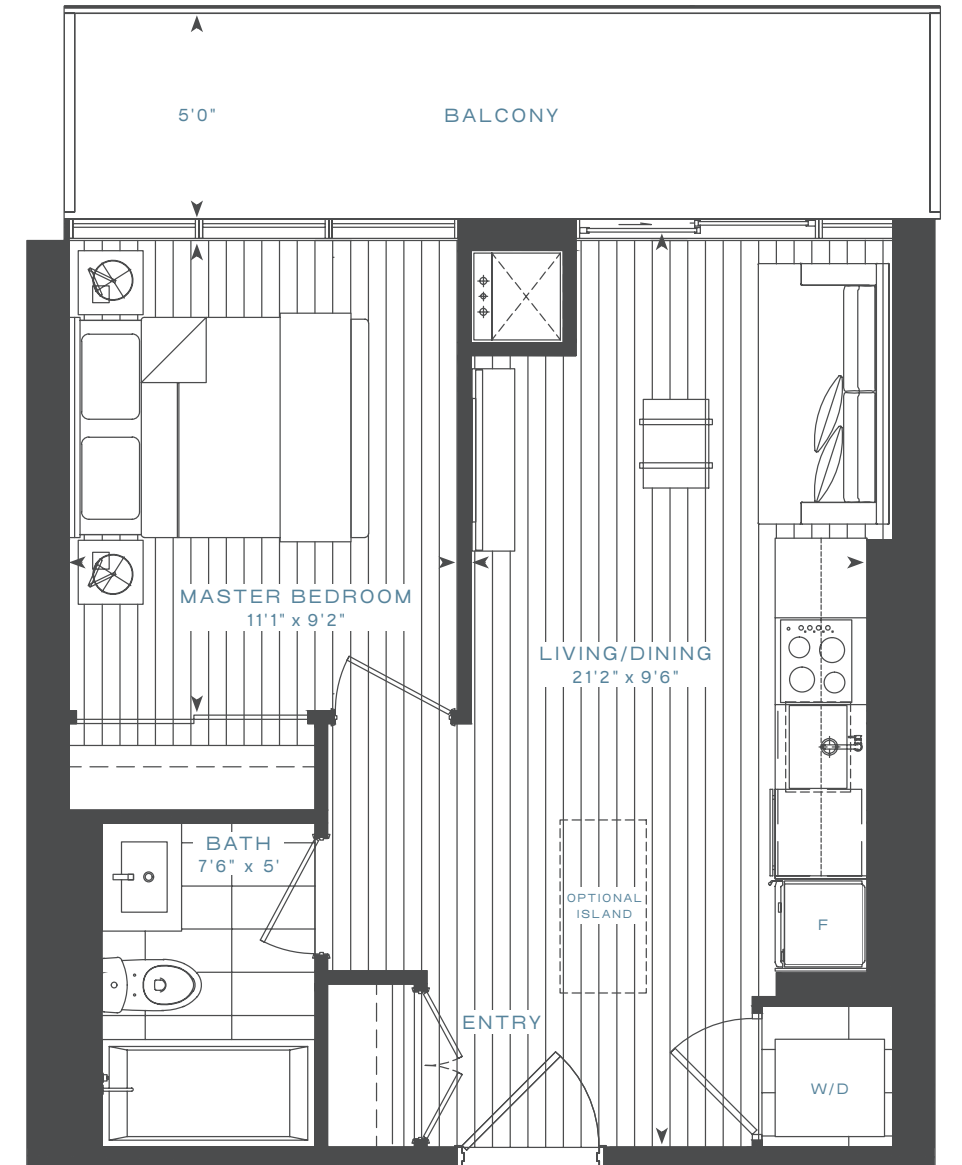 5'0"
BALCONY
MASTER BEDROOM
11'1" x 9'2"
LIVING/DINING
21'2" x 9'6"
BATH
7'6" x 5'
OPTIONAL
ISLAND
F
ENTRY
W/D